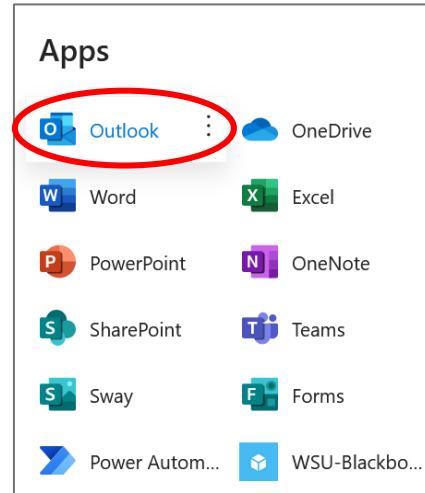 Apps
Outlook OneDrive
Word Excel
PowerPoint OneNote
SharePoint Teams
Sway Forms
Power Autom... WSU-Blackbo...